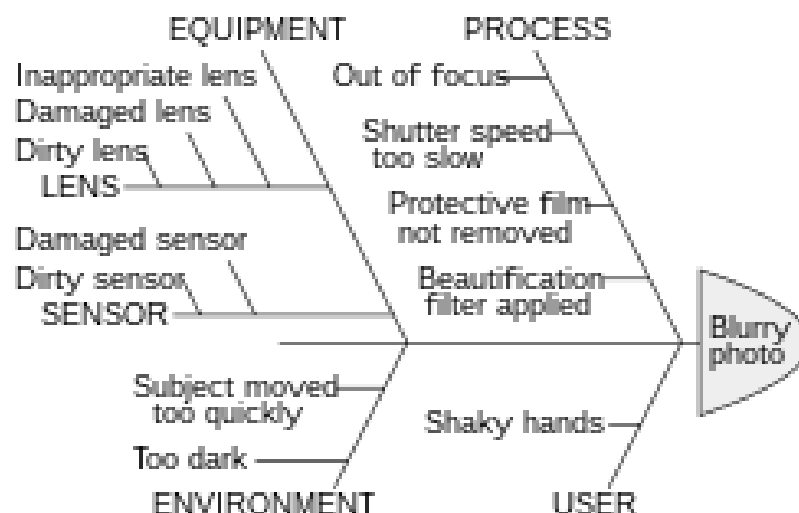 EQUIPMENT
Inappropriate lens
Damaged lens
Dirty lens
LENS
Damaged sensor
Dirty sensor
SENSOR
PROCESS
Out of focus
Shutter speed
too slow
Protective film
not removed
Beautification
filter applied
Blurry
photo
Subject moved
too quickly
Too dark
ENVIRONMENT
Shaky hands
USER